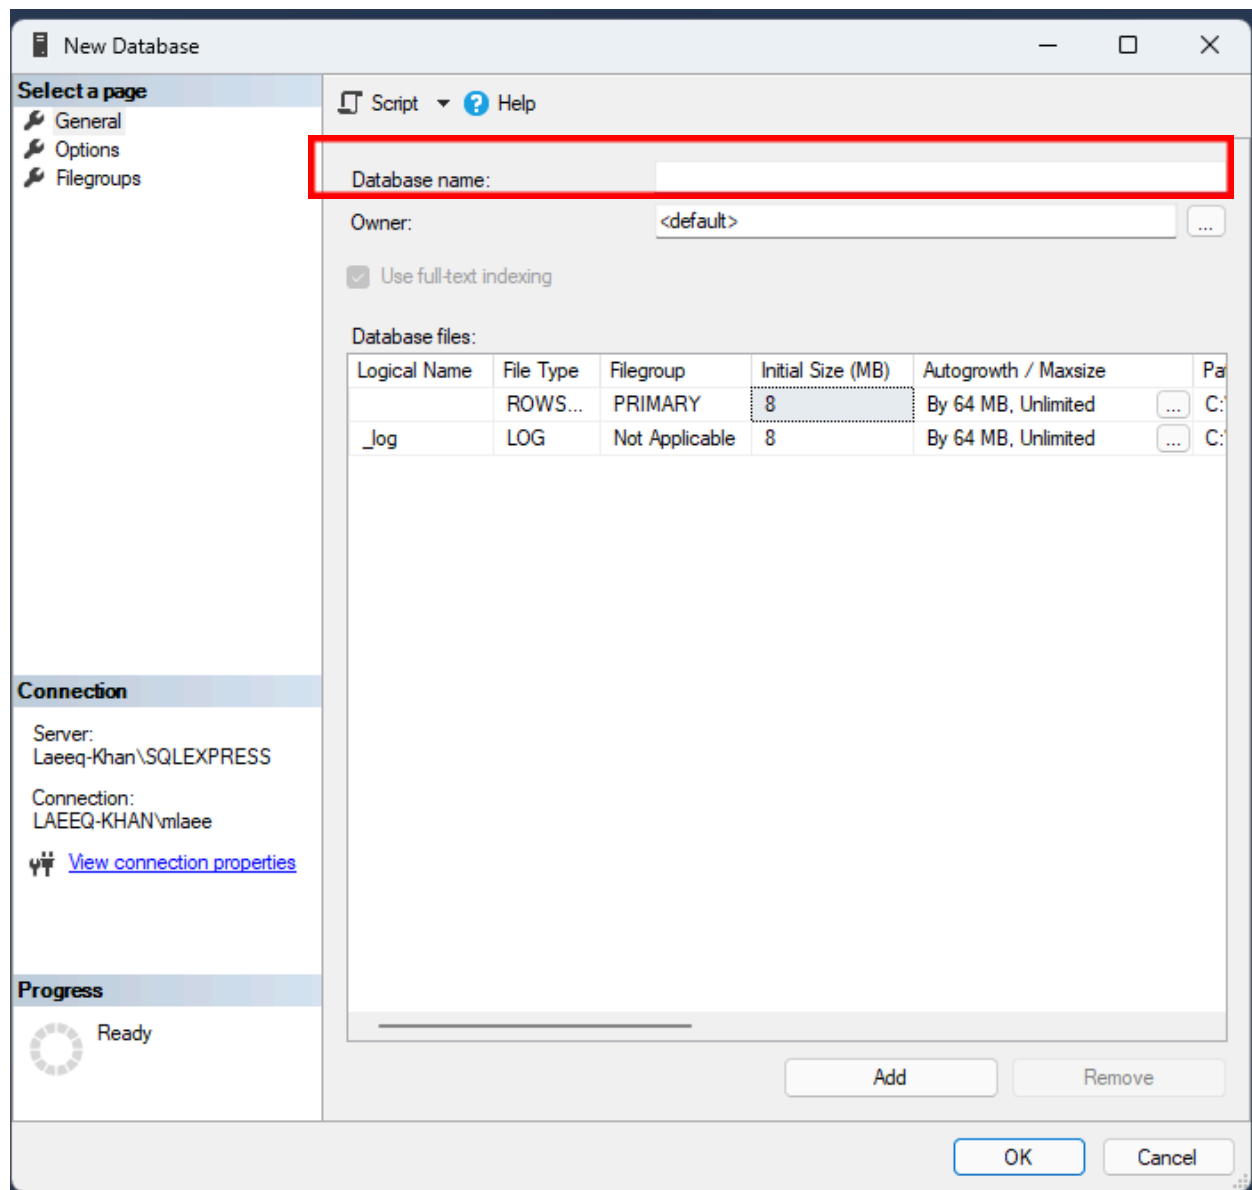 New Database
Select a page
General
Options
Filegroups
Script Help
Database name:
Owner: <default> ...
Use full-text indexing
Database files:
Logical Name File Type Filegroup Initial Size (MB) Autogrowth / Maxsize
ROWS... PRIMARY 8 By 64 MB, Unlimited ... C:
_log LOG Not Applicable 8 By 64 MB, Unlimited ... C:
Connection
Server:
Laeeq-Khan\SQLEXPRESS
Connection:
LAEEQ-KHAN\mlaee
View connection properties
Progress
Ready
Add Remove
OK Cancel